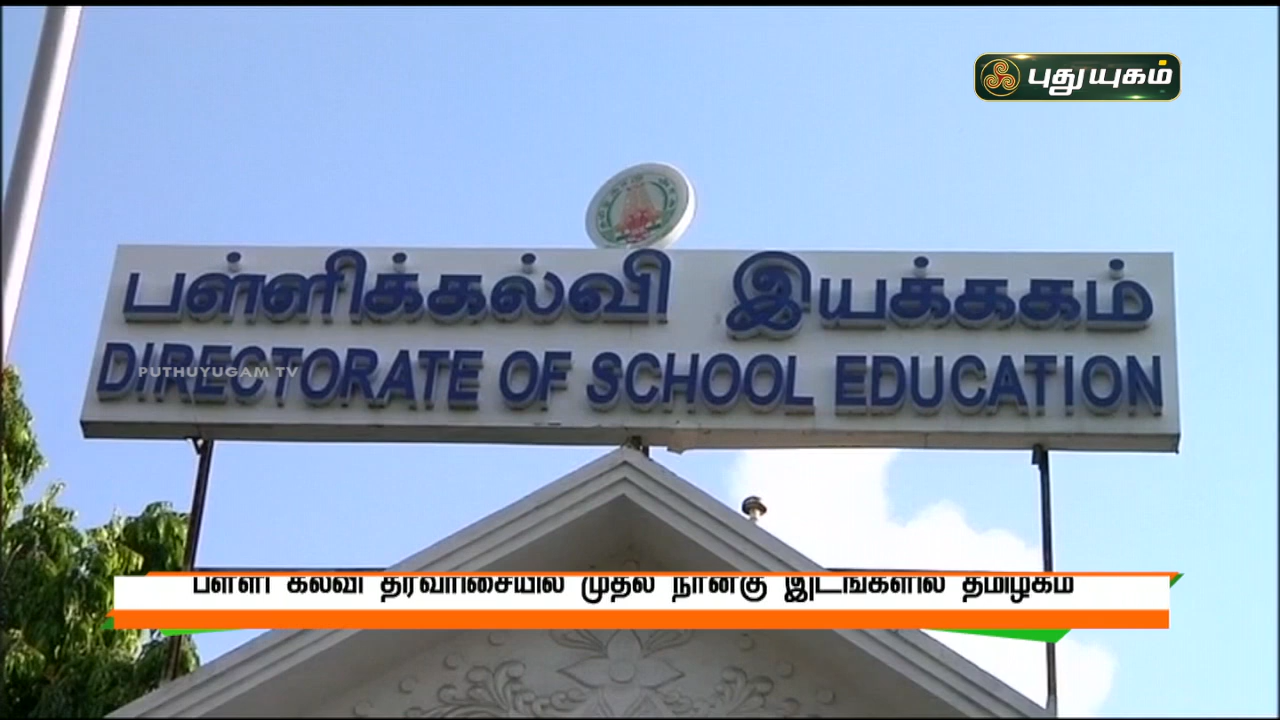 புதுயுகம்
பள்ளிக்கல்வி இயக்ககம்
DIRECTORATE OF SCHOOL EDUCATION
PUTHUYUGAM TV
பள்ளி கல்வி தரவரிசையில் முதல் நான்கு இடங்களில் தமிழகம்